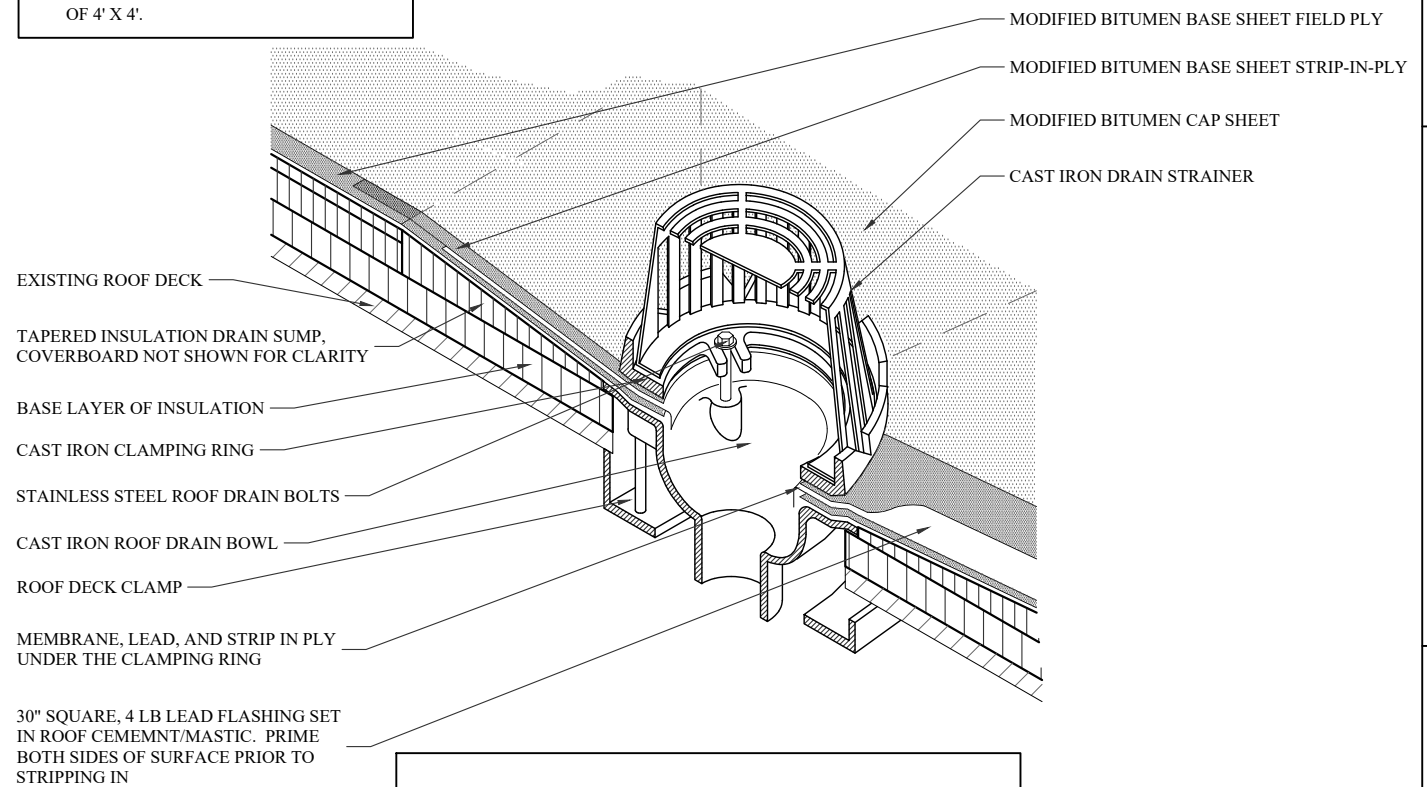 OF 4' X 4'.
MODIFIED BITUMEN BASE SHEET FIELD PLY
MODIFIED BITUMEN BASE SHEET STRIP-IN-PLY
MODIFIED BITUMEN CAP SHEET
CAST IRON DRAIN STRAINER
EXISTING ROOF DECK
TAPERED INSULATION DRAIN SUMP,
COVERBOARD NOT SHOWN FOR CLARITY
BASE LAYER OF INSULATION
CAST IRON CLAMPING RING
STAINLESS STEEL ROOF DRAIN BOLTS
CAST IRON ROOF DRAIN BOWL
ROOF DECK CLAMP
MEMBRANE, LEAD, AND STRIP IN PLY
UNDER THE CLAMPING RING
30" SQUARE, 4 LB LEAD FLASHING SET
IN ROOF CEMEMNT/MASTIC. PRIME
BOTH SIDES OF SURFACE PRIOR TO
STRIPPING IN